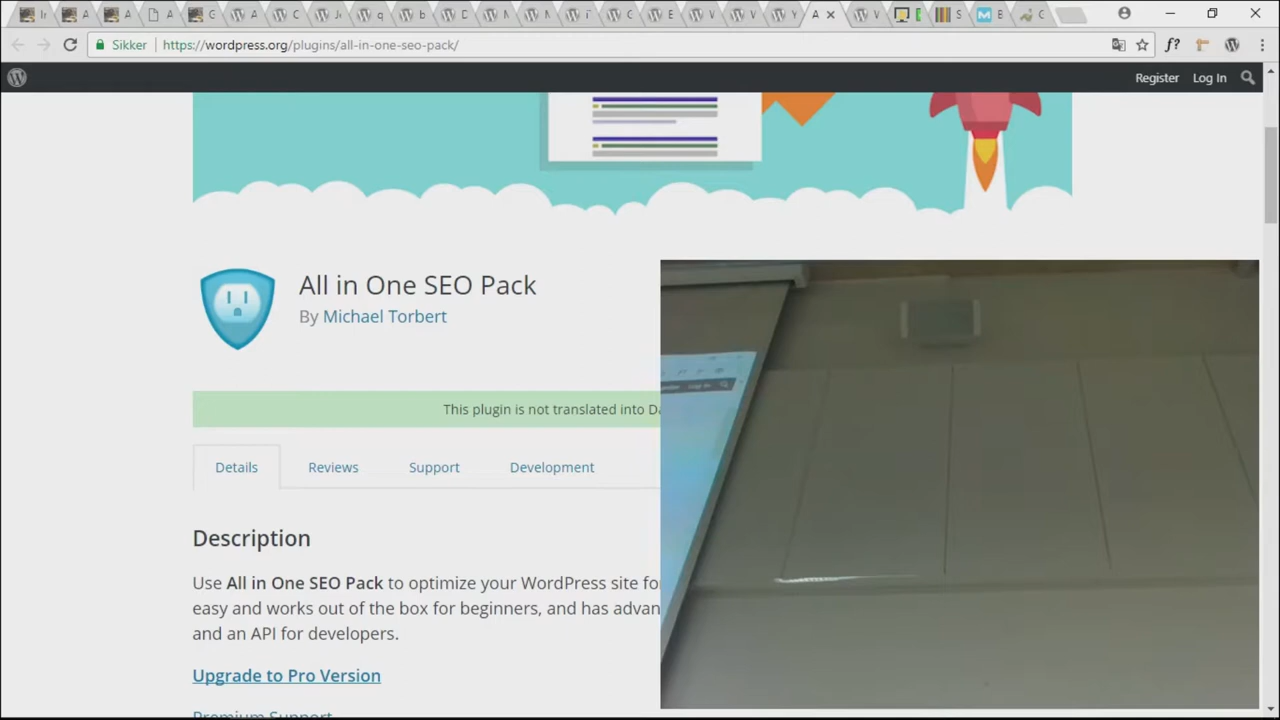 Sikker
https://wordpress.org/plugins/all-in-one-seo-pack/
f?
Register
Log In
All in One SEO Pack
By Michael Torbert
This plugin is not translated into
Details
Reviews
Support
Development
Description
Use All in One SEO Pack to optimize your WordPress site
easy and works out of the box for beginners, and has
and an API for developers.
Upgrade to Pro Version
Premium Support